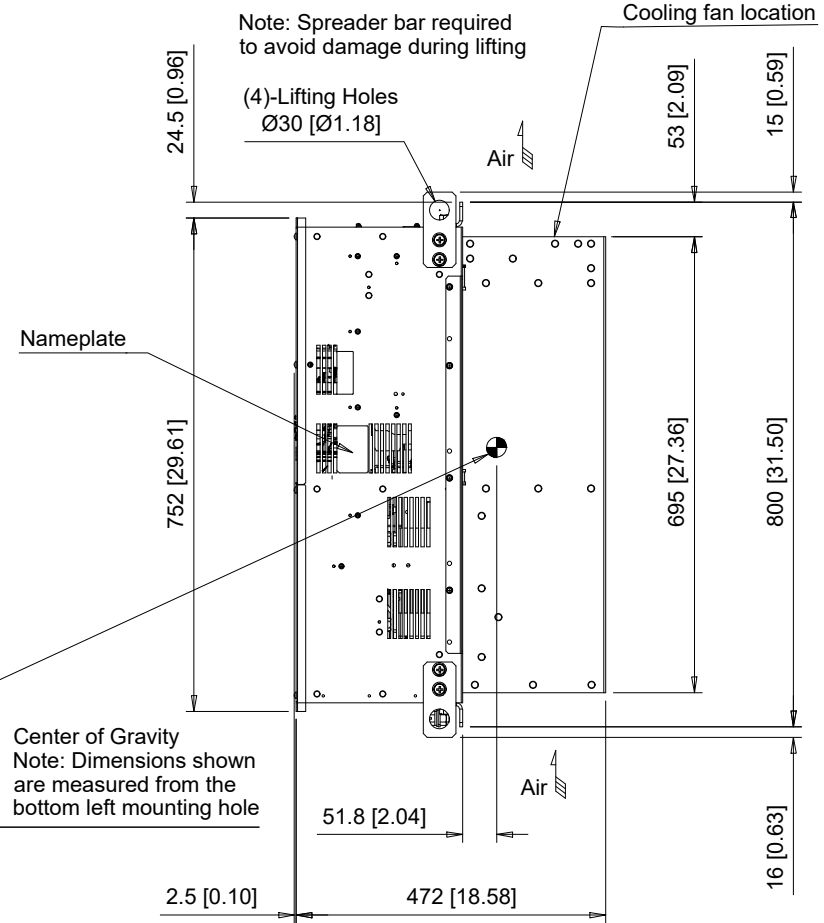 Note: Spreader bar required
to avoid damage during lifting
Cooling fan location
24.5 [0.96]
(4)-Lifting Holes
Ø30 [Ø1.18]
Air
53 [2.09]
15 [0.59]
Nameplate
752 [29.61]
695 [27.36]
800 [31.50]
Center of Gravity
Note: Dimensions shown
are measured from the
bottom left mounting hole
Air
51.8 [2.04]
16 [0.63]
2.5 [0.10]
472 [18.58]